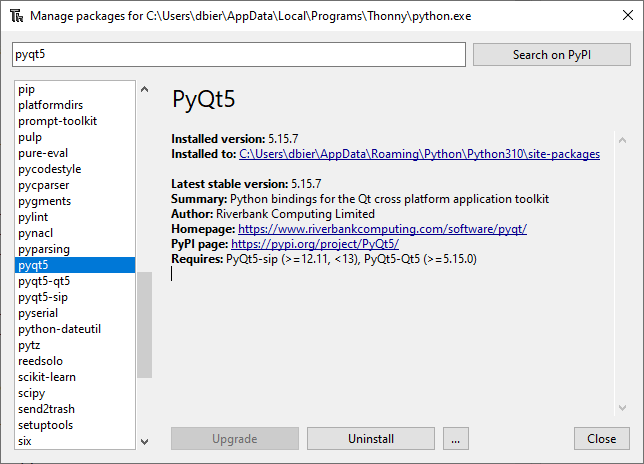 Manage packages for C:\Users\dbier\AppData\Local\Programs\Thonny\python.exe
pyqt5
Search on PyPI
pip
platformdirs
prompt-toolkit
pulp
pure-eval
pycodestyle
pycparser
pygments
pylint
pynacl
pyparsing
pyqt5
pyqt5-qt5
pyqt5-sip
pyserial
python-dateutil
pytz
reedsolo
scikit-learn
scipy
send2trash
setuptools
six
PyQt5
Installed version: 5.15.7
Installed to: C:\Users\dbier\AppData\Roaming\Python\Python310\site-packages
Latest stable version: 5.15.7
Summary: Python bindings for the Qt cross platform application toolkit
Author: Riverbank Computing Limited
Homepage: https://www.riverbankcomputing.com/software/pyqt/
PyPI page: https://pypi.org/project/PyQt5/
Requires: PyQt5-sip (>=12.11, <13), PyQt5-Qt5 (>=5.15.0)
Upgrade
Uninstall
...
Close